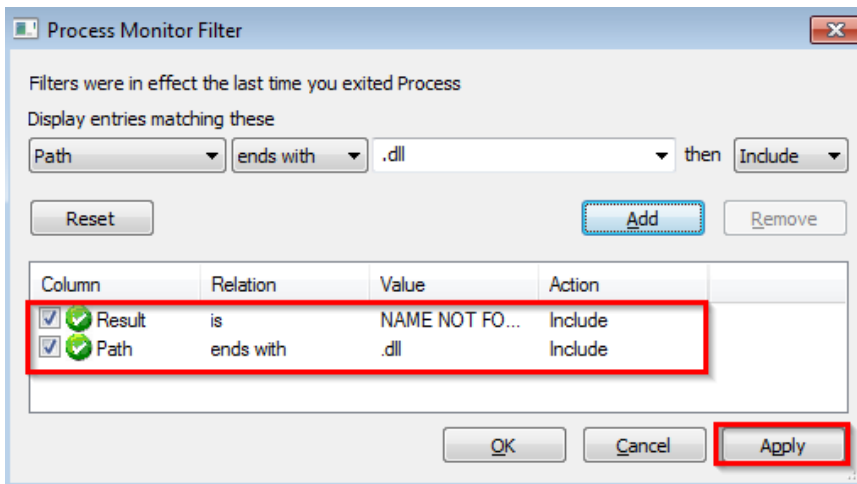 Process Monitor Filter
Filters were in effect the last time you exited Process
Display entries matching these
Path ends with .dll then Include
Reset Add Remove
Column Relation Value Action
Result is NAME NOT FO... Include
Path ends with .dll Include
OK Cancel Apply